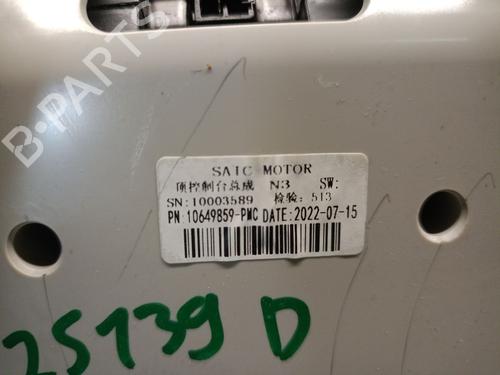 B-PARTS
SAIC MOTOR
顶控制台总成 N3 SW:
SN:10003589 检验: 513
PN:10649859-PMC DATE:2022-07-15
25139 D